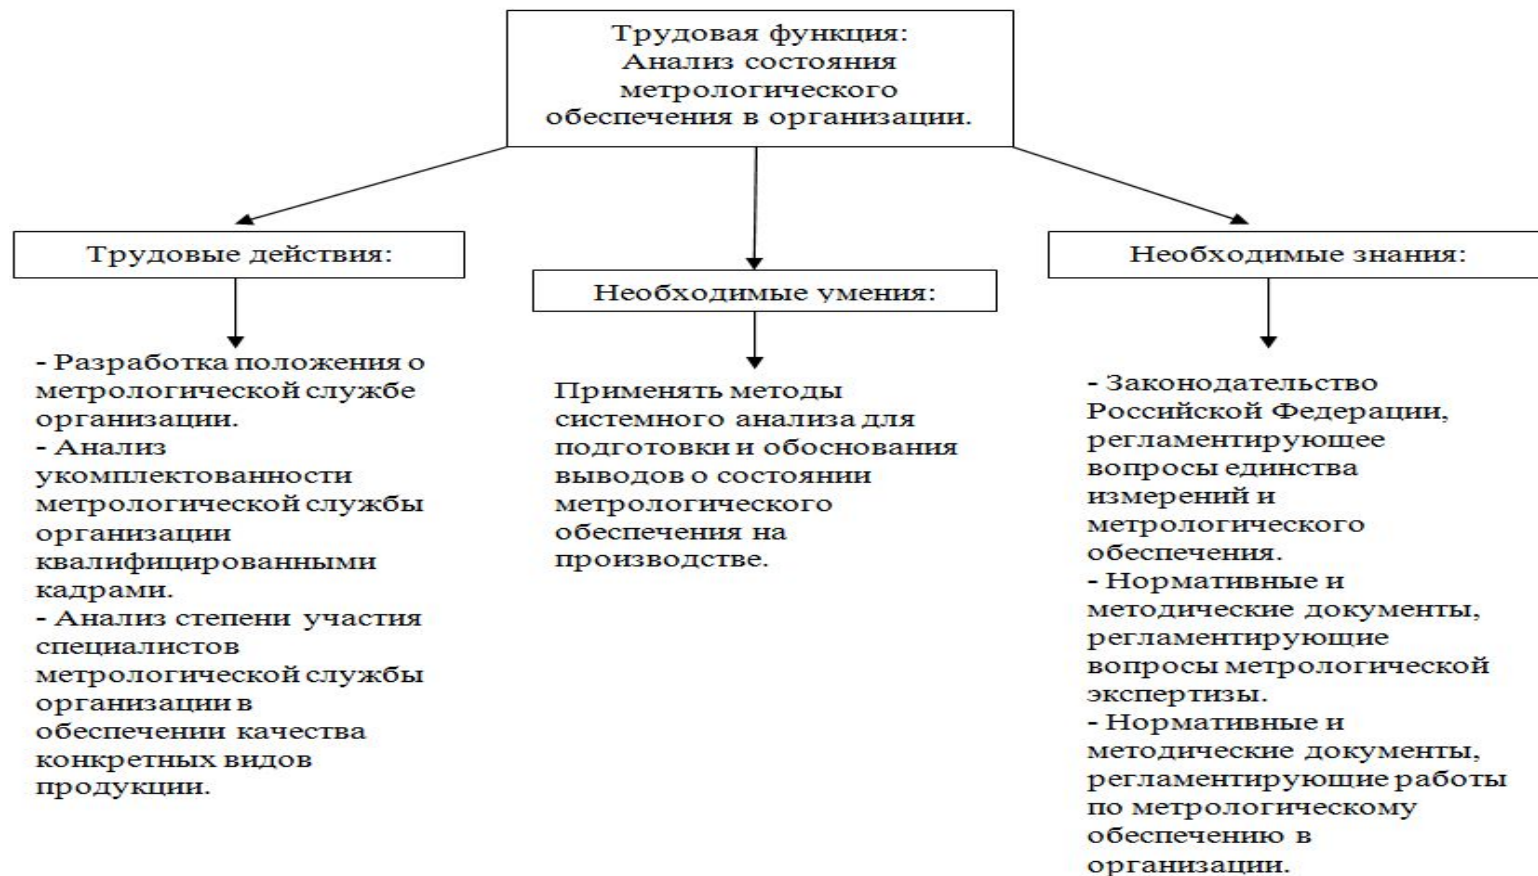 Трудовая функция:
Анализ состояния
метрологического
обеспечения в организации.
Трудовые действия:
- Разработка положения о
метрологической службе
организации.
- Анализ
укомплектованности
метрологической службы
организации
квалифицированными
кадрами.
- Анализ степени участия
специалистов
метрологической службы
организации в
обеспечении качества
конкретных видов
продукции.
Необходимые умения:
Применять методы
системного анализа для
подготовки и обоснования
выводов о состоянии
метрологического
обеспечения на
производстве.
Необходимые знания:
- Законодательство
Российской Федерации,
регламентирующее
вопросы единства
измерений и
метрологического
обеспечения.
- Нормативные и
методические документы,
регламентирующие
вопросы метрологической
экспертизы.
- Нормативные и
методические документы,
регламентирующие работы
по метрологическому
обеспечению в
организации.